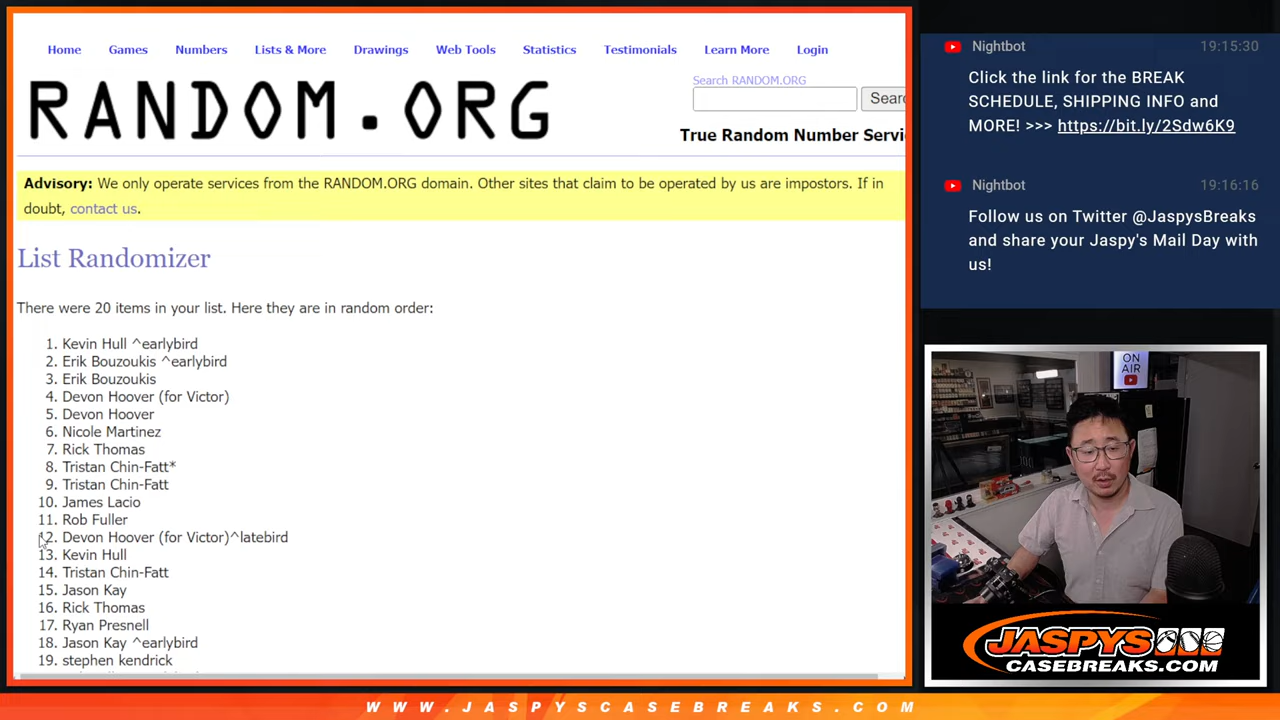 Home Games Numbers Lists & More Drawings Web Tools Statistics Testimonials Learn More Login
Search RANDOM.ORG
RANDOM.ORG
True Random Number Servi
Advisory: We only operate services from the RANDOM.ORG domain. Other sites that claim to be operated by us are impostors. If in
doubt, contact us.
List Randomizer
There were 20 items in your list. Here they are in random order:
1. Kevin Hull ^earlybird
2. Erik Bouzoukis ^earlybird
3. Erik Bouzoukis
4. Devon Hoover (for Victor)
5. Devon Hoover
6. Nicole Martinez
7. Rick Thomas
8. Tristan Chin-Fatt*
9. Tristan Chin-Fatt
10. James Lacio
11. Rob Fuller
12. Devon Hoover (for Victor)^latebird
13. Kevin Hull
14. Tristan Chin-Fatt
15. Jason Kay
16. Rick Thomas
17. Ryan Presnell
18. Jason Kay ^earlybird
19. stephen kendrick
Nightbot 19:15:30
Click the link for the BREAK
SCHEDULE, SHIPPING INFO and
MORE! >>> https://bit.ly/2Sdw6K9
Nightbot 19:16:16
Follow us on Twitter @JaspysBreaks
and share your Jaspy's Mail Day with
us!
ON
AIR
JASPYS
CASEBREAKS.COM
WWW.JASPYSCASEBREAKS.COM